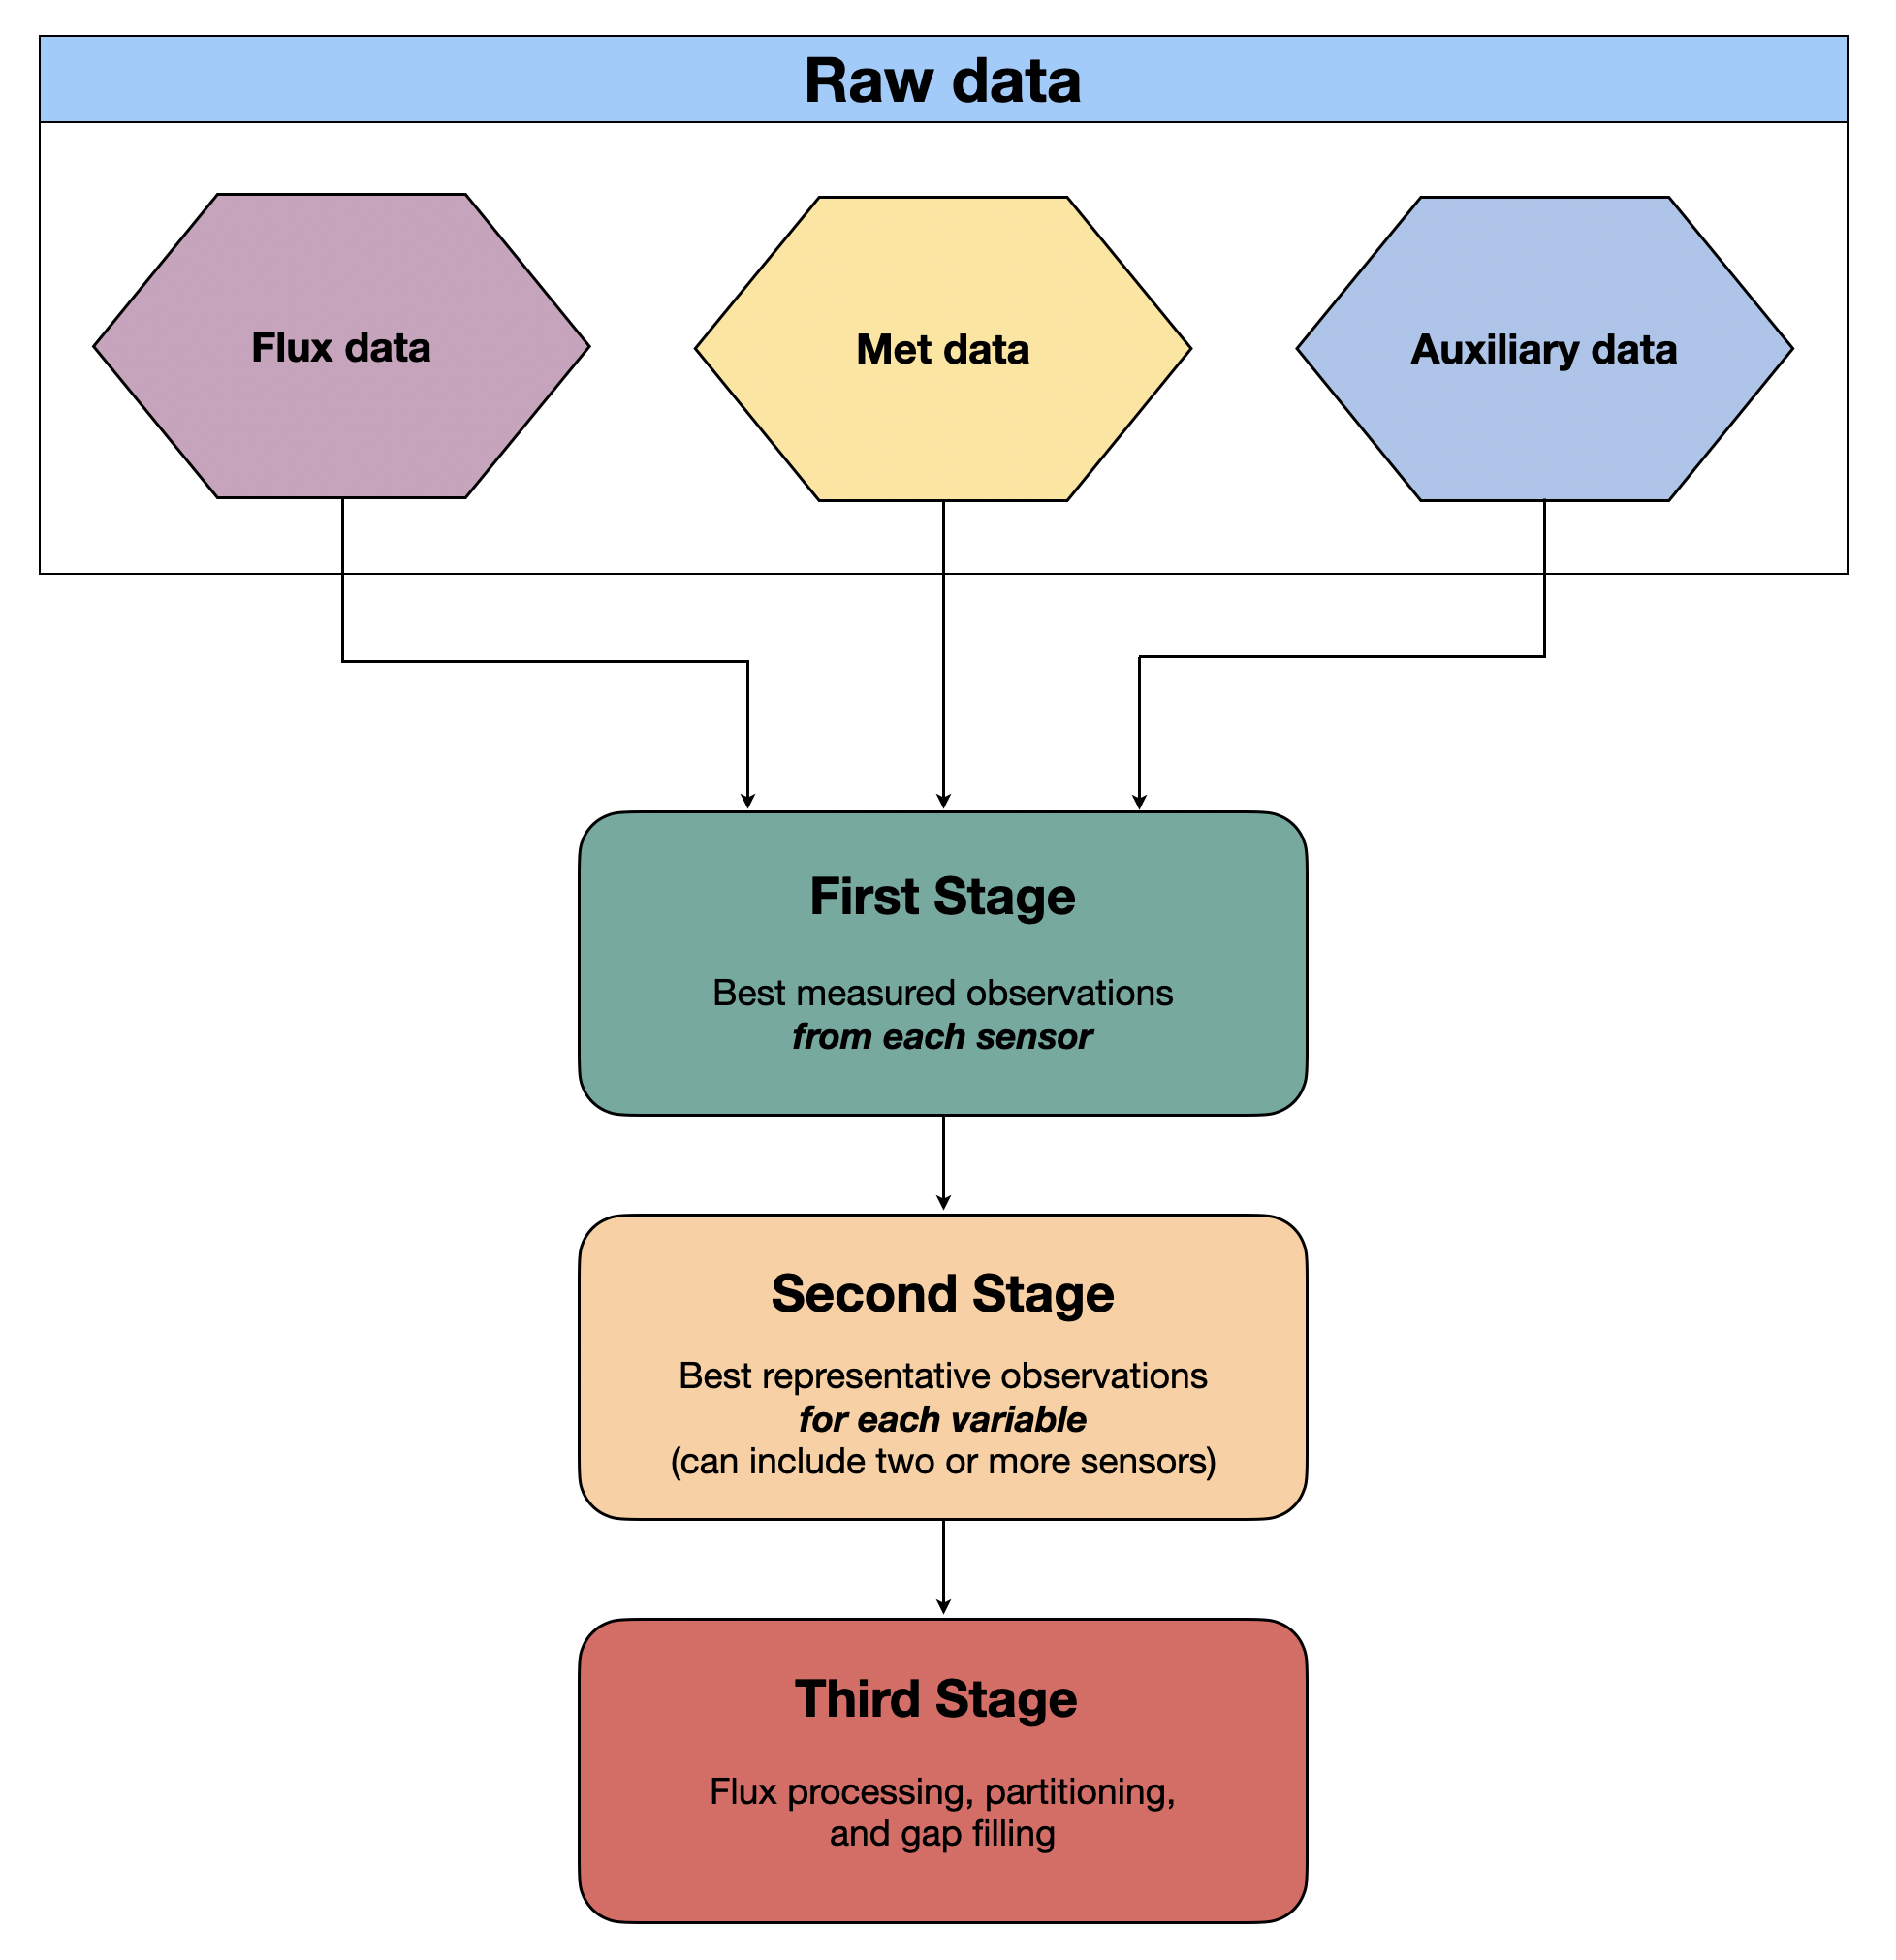 Raw data
Flux data
Met data
Auxiliary data
First Stage
Best measured observations
from each sensor
Second Stage
Best representative observations
for each variable
(can include two or more sensors)
Third Stage
Flux processing, partitioning,
and gap filling